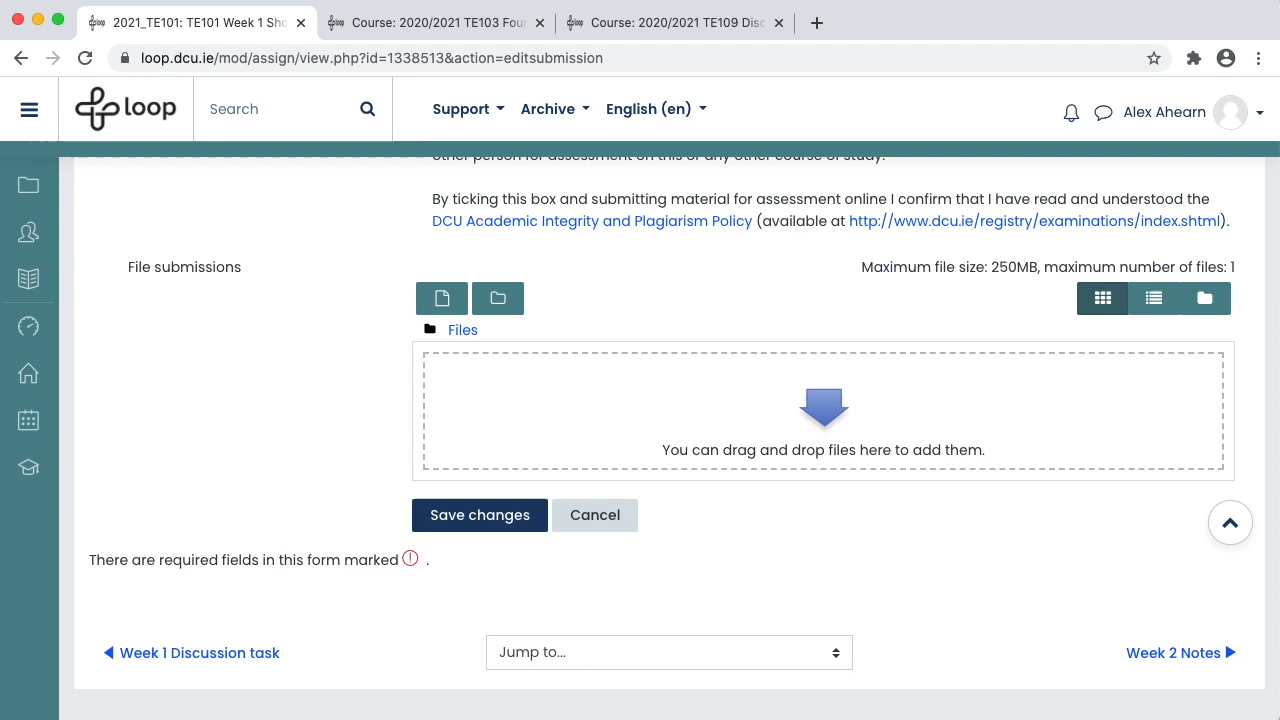 2021_TE101: TE101 Week 1 Sho
Course: 2020/2021 TE103 Four
Course: 2020/2021 TE109 Disc
loop.dcu.ie/mod/assign/view.php?id=1338513&action=editsubmission
loop
Search
Support
Archive
English (en)
Alex Ahearn
other person for assessment on this or any other course of study.
By ticking this box and submitting material for assessment online I confirm that I have read and understood the
DCU Academic Integrity and Plagiarism Policy (available at http://www.dcu.ie/registry/examinations/index.shtml).
File submissions
Maximum file size: 250MB, maximum number of files: 1
Files
You can drag and drop files here to add them.
Save changes
Cancel
There are required fields in this form marked .
Week 1 Discussion task
Jump to...
Week 2 Notes